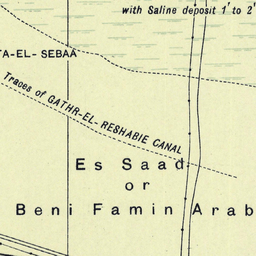 with Saline deposit 1' to 2'
TA-EL-SEBAA
Traces of GATHR-EL-RESHABIE CANAL
Es Saad
or
Beni Famin Arab